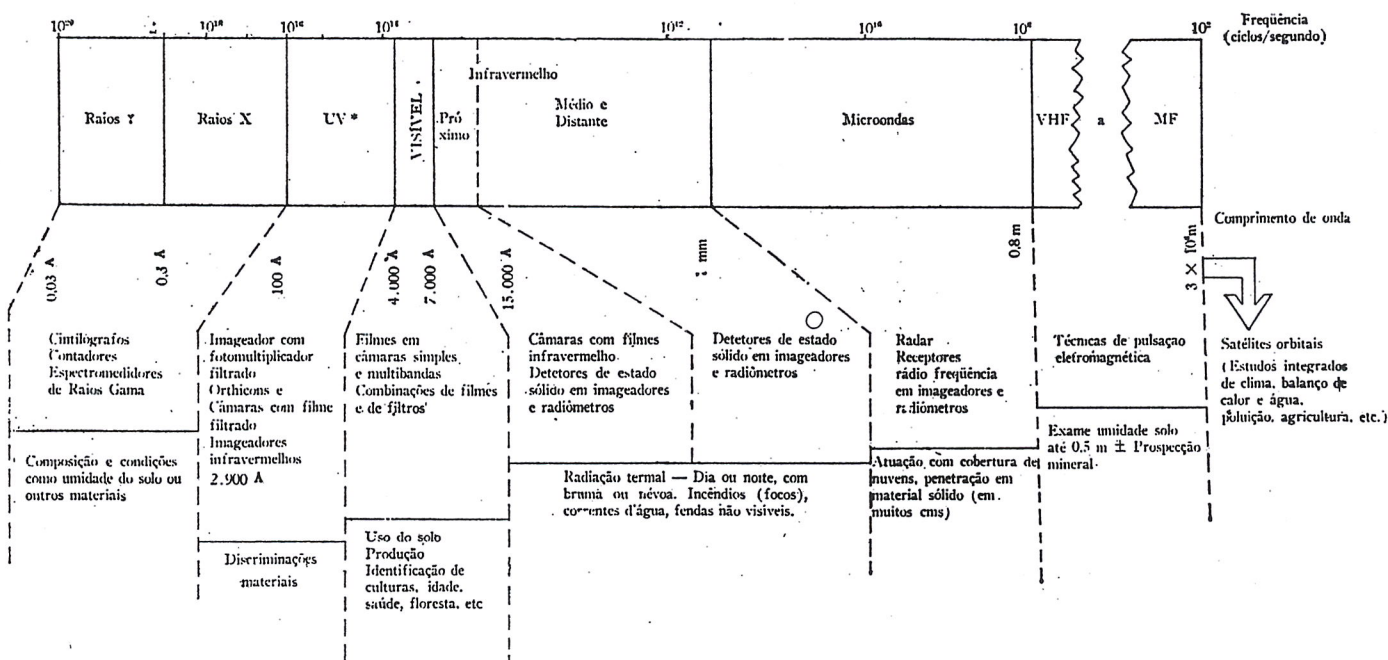 10²⁰ 10¹⁸ 10¹⁶ 10¹⁵ 10¹² 10¹⁰ 10⁸ 10² Freqüência
(ciclos/segundo)
Infravermelho
Raios γ Raios X UV * VISÍVEL Pró
ximo Médio e
Distante Microondas VHF a MF
Comprimento de onda
0,03 A 0,3 A 100 A 4.000 A 7.000 A 15.000 A mm 0,8 m 3 × 10⁶m
Cintilógrafos
Contadores
Espectromedidores
de Raios Gama
Composição e condições
como umidade do solo ou
outros materiais
Imageador com
fotomultiplicador
filtrado
Orthicons e
Câmaras com filme
filtrado
Imageadores
infravermelhos
2.900 A
Discriminações
materiais
Filmes em
câmaras simples
e multibandas
Combinações de filmes
e de filtros
Uso do solo
Produção
Identificação de
culturas, idade,
saúde, floresta, etc
Câmaras com filmes
infravermelho
Detetores de estado
sólido em imageadores
e radiômetros
Detetores de estado
sólido em imageadores
e radiômetros
Radiação termal — Dia ou noite, com
bruma ou névoa. Incêndios (focos),
correntes d'água, fendas não visíveis.
Radar
Receptores
rádio freqüência
em imageadores e
radiômetros
Atuação com cobertura de
nuvens, penetração em
material sólido (em
muitos cms)
Técnicas de pulsaçao
eletromagnética
Exame umidade solo
até 0.5 m ± Prospecção
mineral
Satélites orbitais
(Estudos integrados
de clima, balanço de
calor e água,
poluição, agricultura, etc.)